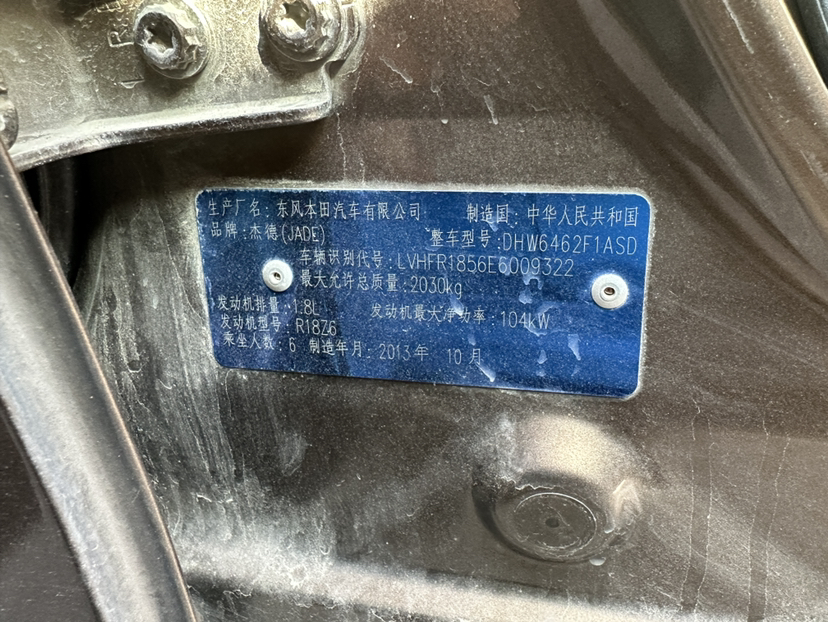 生产厂名:东风本田汽车有限公司 制造国:中华人民共和国
品牌:杰德(JADE) 整车型号:DHW6462F1ASD
车辆识别代号:LVHFR1856E6009322
最大允许总质量:2030kg
发动机排量:1.8L 发动机最大净功率:104kW
发动机型号:R18Z6
乘坐人数:6 制造年月:2013年 10月